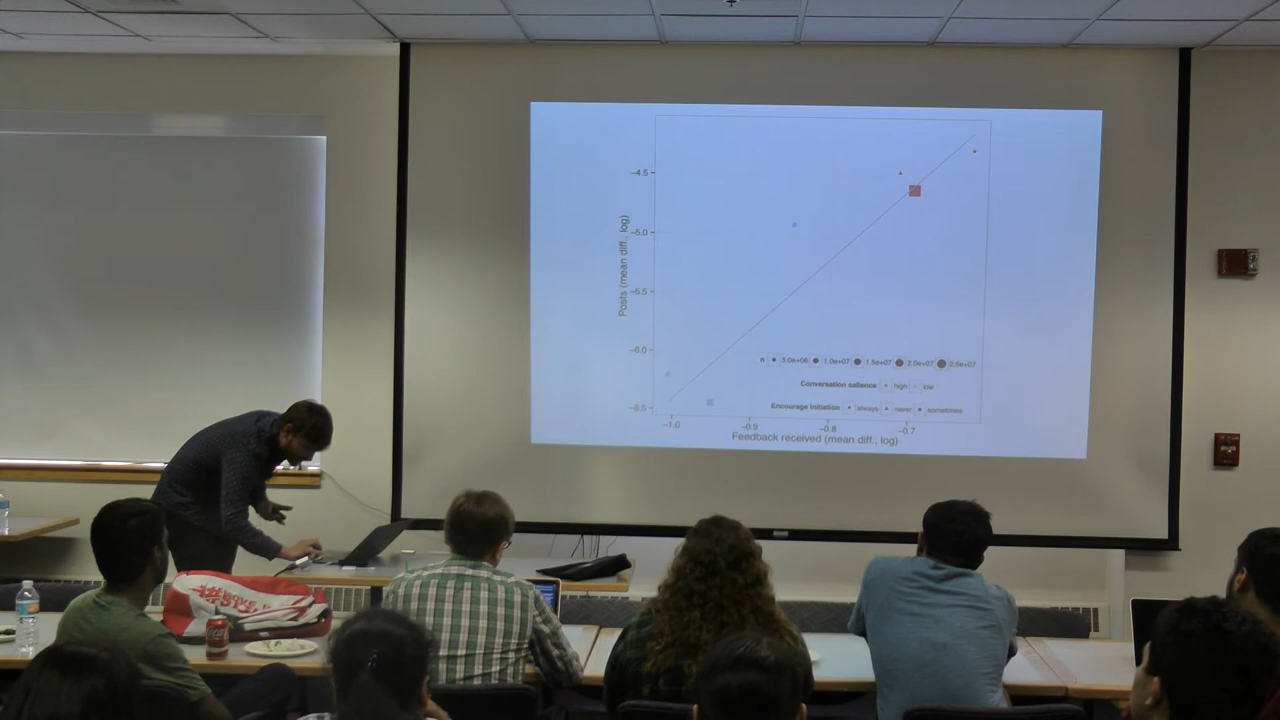 −4.5
−5.0
−5.5
−6.0
−6.5
Posts (mean diff., log)
n 5.0e+06 1.0e+07 1.5e+07 2.0e+07 2.5e+07
Conversation salience high low
Encourage initiation always never sometimes
−1.0 −0.9 −0.8 −0.7
Feedback received (mean diff., log)